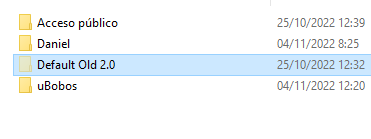 Acceso público 25/10/2022 12:39
Daniel 04/11/2022 8:25
Default Old 2.0 25/10/2022 12:32
uBobos 04/11/2022 12:20